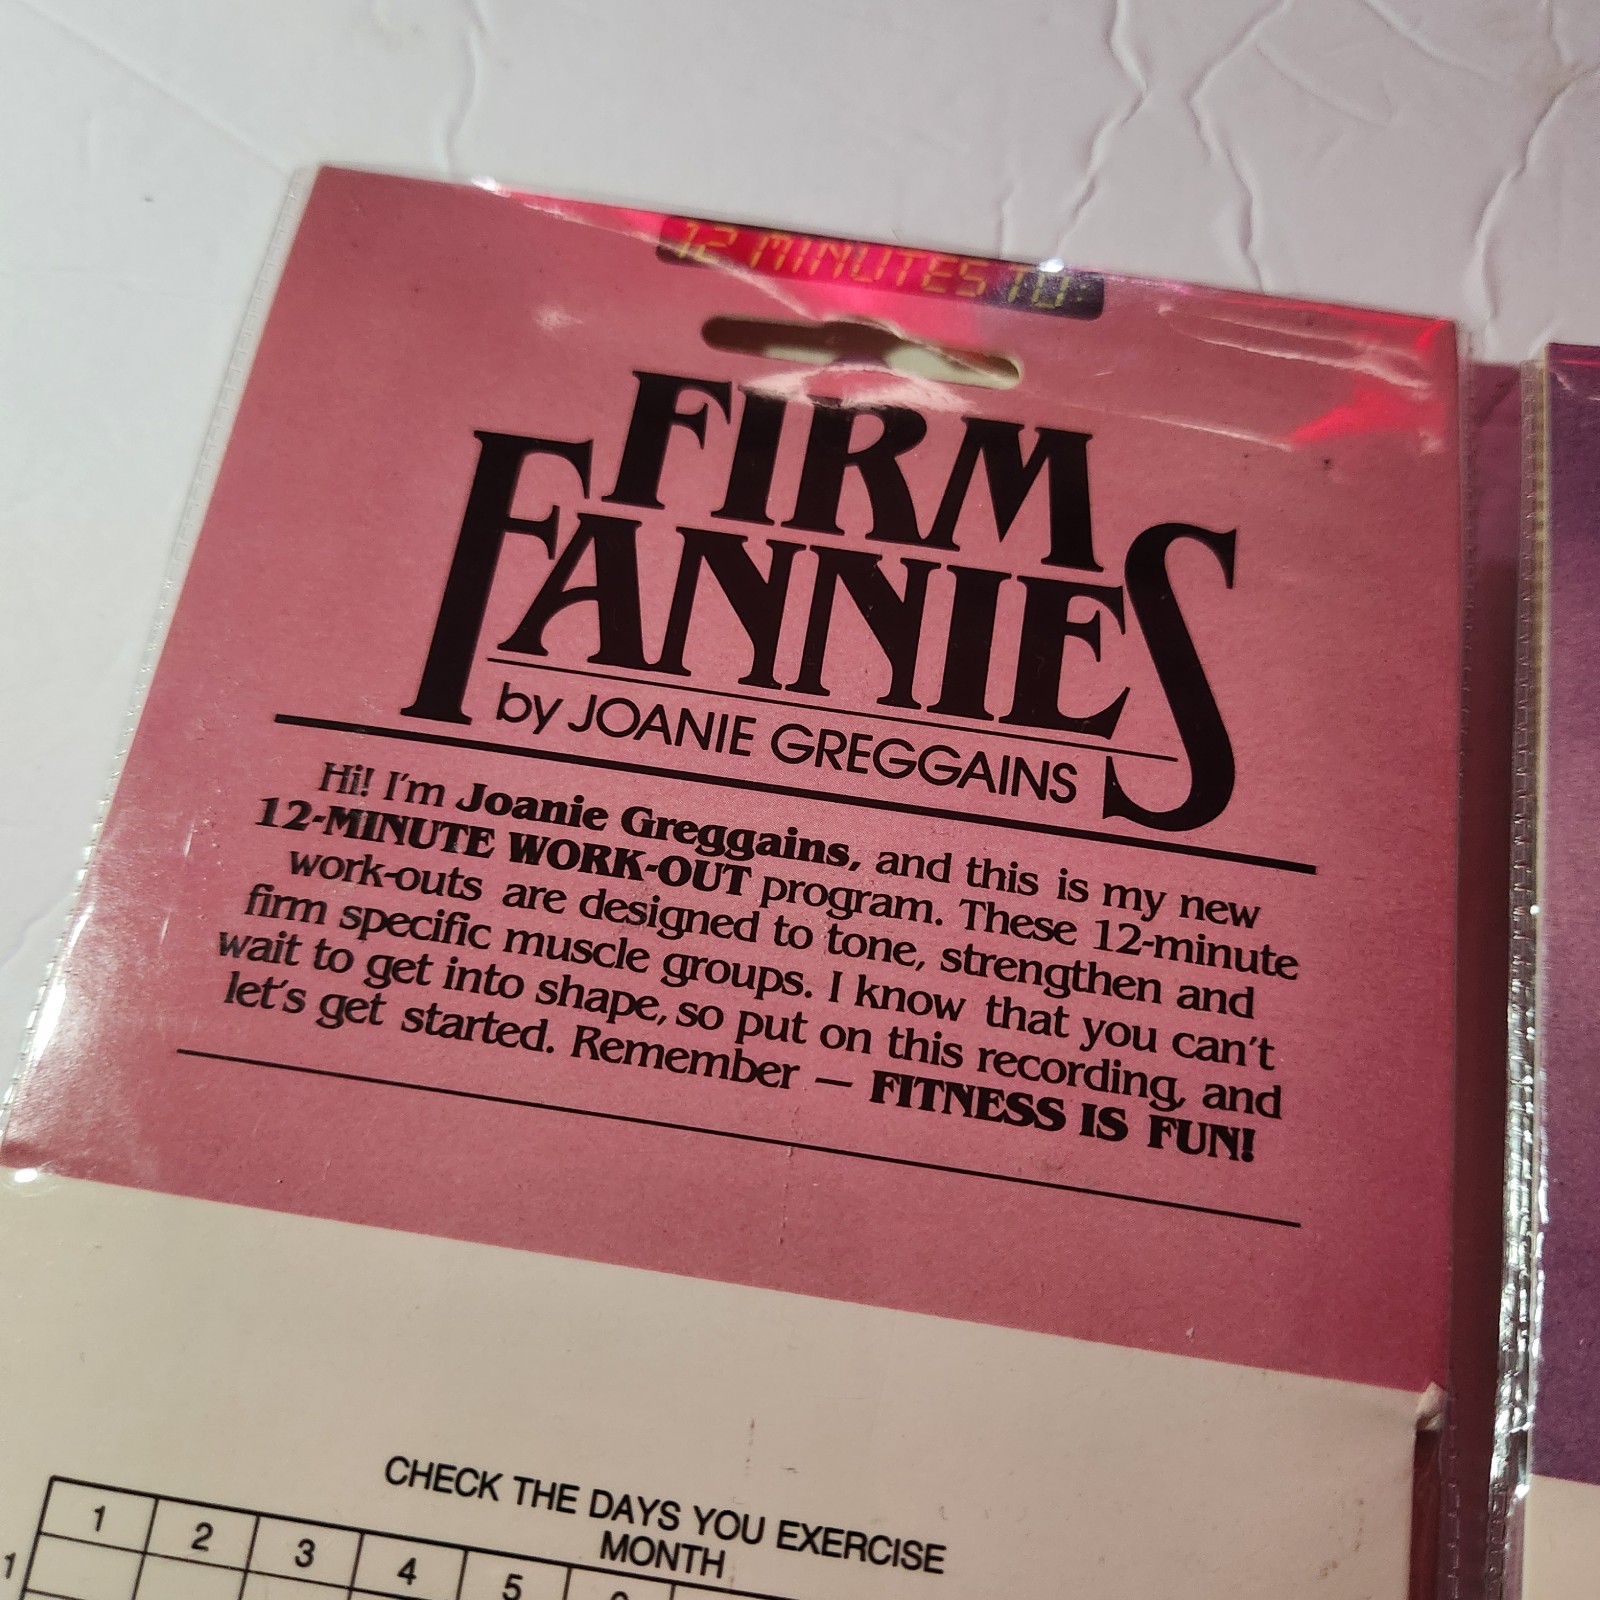 12 MINUTES TO
FIRM
FANNIES
by JOANIE GREGGAINS
Hi! I'm Joanie Greggains, and this is my new
12-MINUTE WORK-OUT program. These 12-minute
work-outs are designed to tone, strengthen and
firm specific muscle groups. I know that you can't
wait to get into shape, so put on this recording, and
let's get started. Remember — FITNESS IS FUN!
CHECK THE DAYS YOU EXERCISE
MONTH
1 2 3 4 5
1